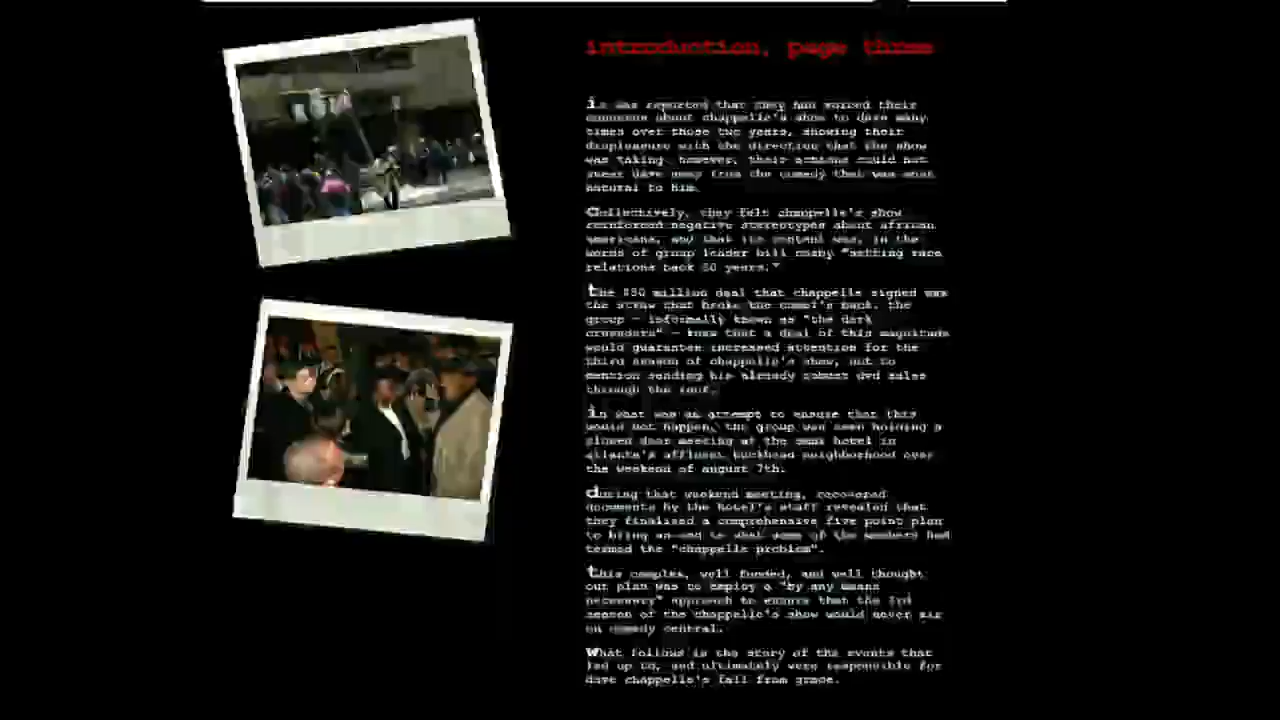 introduction, page three
it was reported that they had voiced their
concerns about chappelle's show to dave many
times over those two years, showing their
displeasure with the direction that the show
was taking. however, their actions could not
swear dave away from the comedy that was most
natural to him.
Collectively, they felt chappelle's show
reinforced negative stereotypes about african
americans, and that its content was, in the
words of group leader bill cosby "setting race
relations back 50 years."
the $50 million deal that chappelle signed was
the straw that broke the camel's back. the
group - informally known as "the dark
crusaders" - knew that a deal of this magnitude
would guarantee increased attention for the
third season of chappelle's show, not to
mention sending his already robust dvd sales
through the roof.
in what was an attempt to ensure that this
would not happen, the group was seen holding a
closed door meeting at the omni hotel in
atlanta's affluent buckhead neighborhood over
the weekend of august 7th.
during that weekend meeting, recovered
documents by the hotel's staff revealed that
they finalized a comprehensive five point plan
to bring an end to what some of the members had
termed the "chappelle problem".
this complex, well funded, and well thought
out plan was to employ a "by any means
necessary" approach to ensure that the 3rd
season of the chappelle's show would never air
on comedy central.
What follows is the story of the events that
led up to, and ultimately were responsible for
dave chappelle's fall from grace.